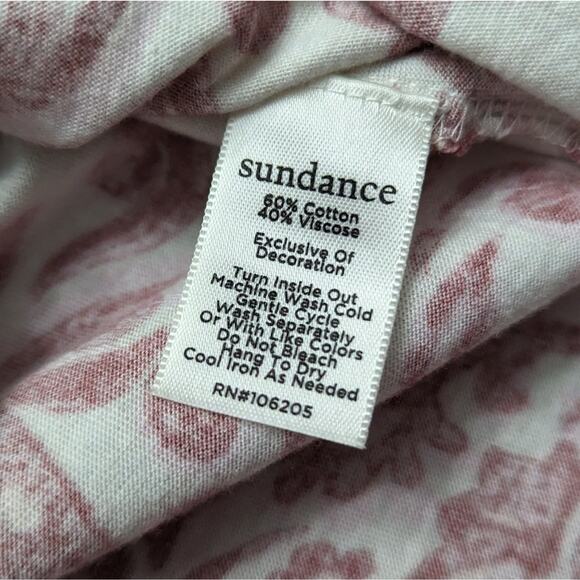 sundance
60% Cotton
40% Viscose
Exclusive Of
Decoration
Turn Inside Out
Machine Wash Cold
Gentle Cycle
Wash Separately
Or With Like Colors
Do Not Bleach
Hang To Dry
Cool Iron As Needed
RN#106205